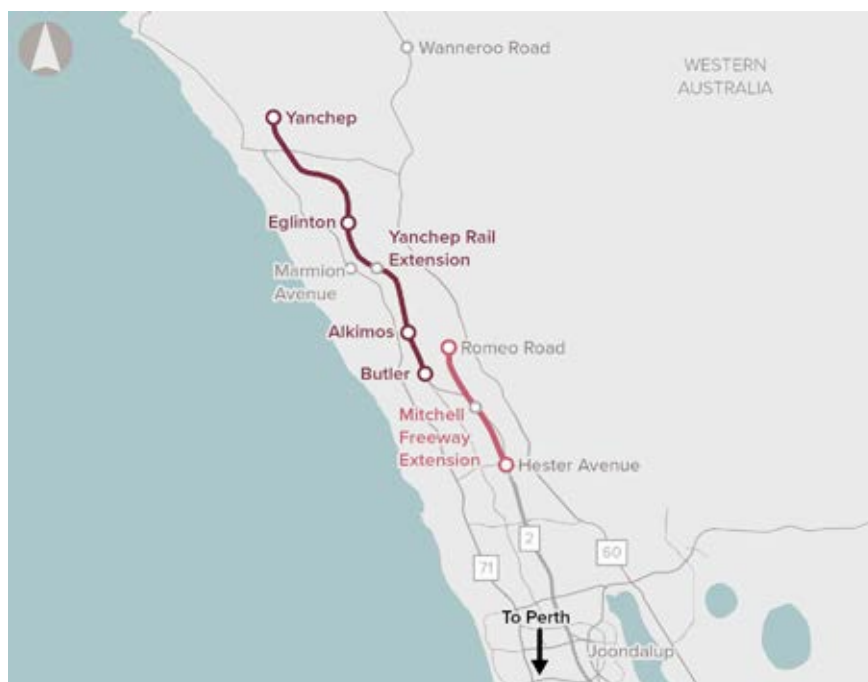 Wanneroo Road
WESTERN
AUSTRALIA
Yanchep
Eglinton
Yanchep Rail
Extension
Marmion
Avenue
Alkimos
Romeo Road
Butler
Mitchell
Freeway
Extension
Hester Avenue
2
60
71
To Perth
Joondalup